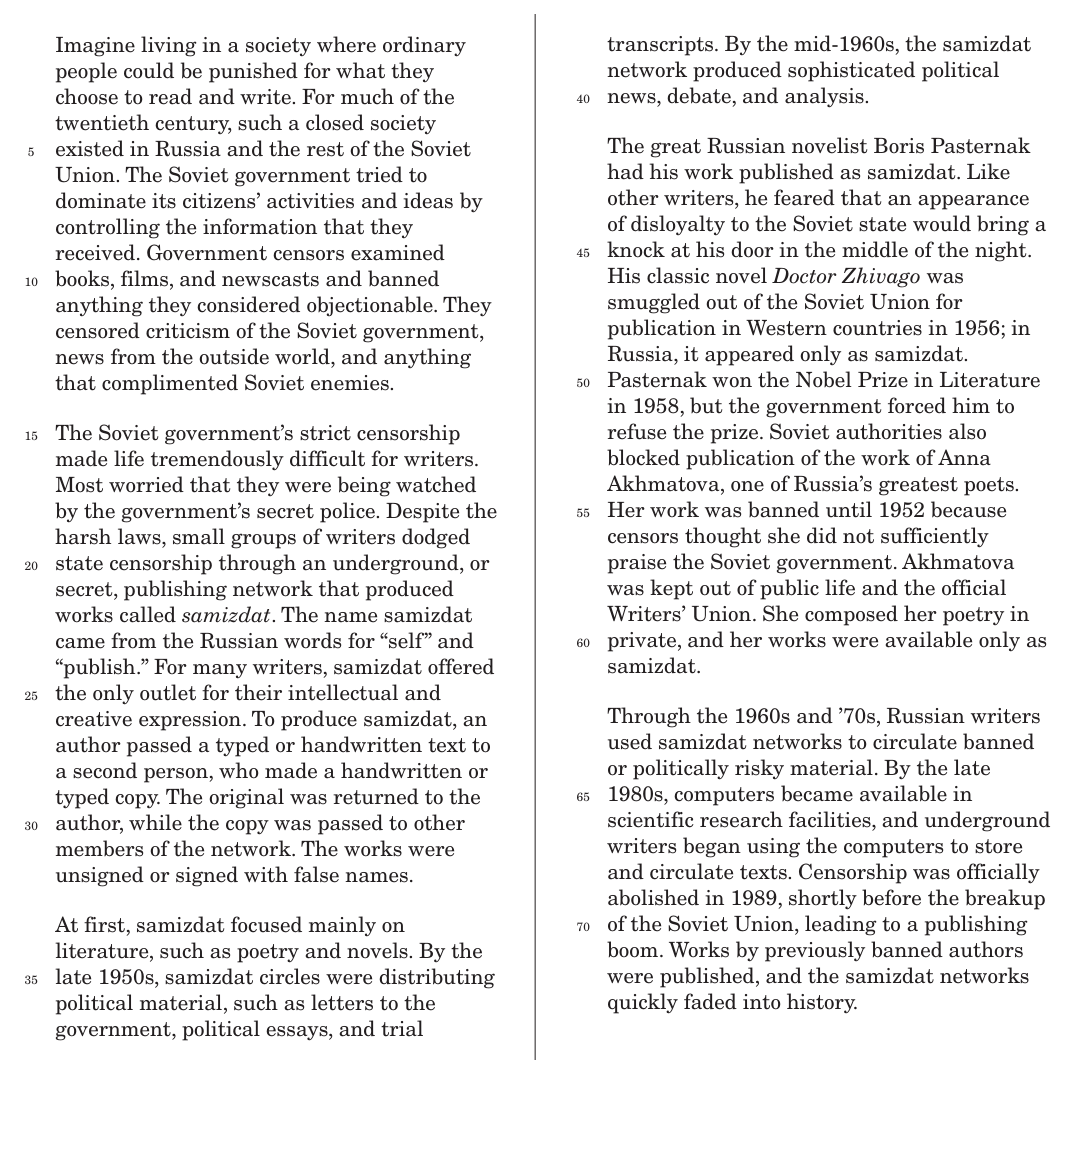 Imagine living in a society where ordinary
people could be punished for what they
choose to read and write. For much of the
twentieth century, such a closed society
5 existed in Russia and the rest of the Soviet
Union. The Soviet government tried to
dominate its citizens’ activities and ideas by
controlling the information that they
received. Government censors examined
10 books, films, and newscasts and banned
anything they considered objectionable. They
censored criticism of the Soviet government,
news from the outside world, and anything
that complimented Soviet enemies.
15 The Soviet government’s strict censorship
made life tremendously difficult for writers.
Most worried that they were being watched
by the government’s secret police. Despite the
harsh laws, small groups of writers dodged
20 state censorship through an underground, or
secret, publishing network that produced
works called samizdat. The name samizdat
came from the Russian words for “self” and
“publish.” For many writers, samizdat offered
25 the only outlet for their intellectual and
creative expression. To produce samizdat, an
author passed a typed or handwritten text to
a second person, who made a handwritten or
typed copy. The original was returned to the
30 author, while the copy was passed to other
members of the network. The works were
unsigned or signed with false names.
At first, samizdat focused mainly on
literature, such as poetry and novels. By the
35 late 1950s, samizdat circles were distributing
political material, such as letters to the
government, political essays, and trial
transcripts. By the mid-1960s, the samizdat
network produced sophisticated political
40 news, debate, and analysis.
The great Russian novelist Boris Pasternak
had his work published as samizdat. Like
other writers, he feared that an appearance
of disloyalty to the Soviet state would bring a
45 knock at his door in the middle of the night.
His classic novel Doctor Zhivago was
smuggled out of the Soviet Union for
publication in Western countries in 1956; in
Russia, it appeared only as samizdat.
50 Pasternak won the Nobel Prize in Literature
in 1958, but the government forced him to
refuse the prize. Soviet authorities also
blocked publication of the work of Anna
Akhmatova, one of Russia’s greatest poets.
55 Her work was banned until 1952 because
censors thought she did not sufficiently
praise the Soviet government. Akhmatova
was kept out of public life and the official
Writers’ Union. She composed her poetry in
60 private, and her works were available only as
samizdat.
Through the 1960s and ’70s, Russian writers
used samizdat networks to circulate banned
or politically risky material. By the late
65 1980s, computers became available in
scientific research facilities, and underground
writers began using the computers to store
and circulate texts. Censorship was officially
abolished in 1989, shortly before the breakup
70 of the Soviet Union, leading to a publishing
boom. Works by previously banned authors
were published, and the samizdat networks
quickly faded into history.